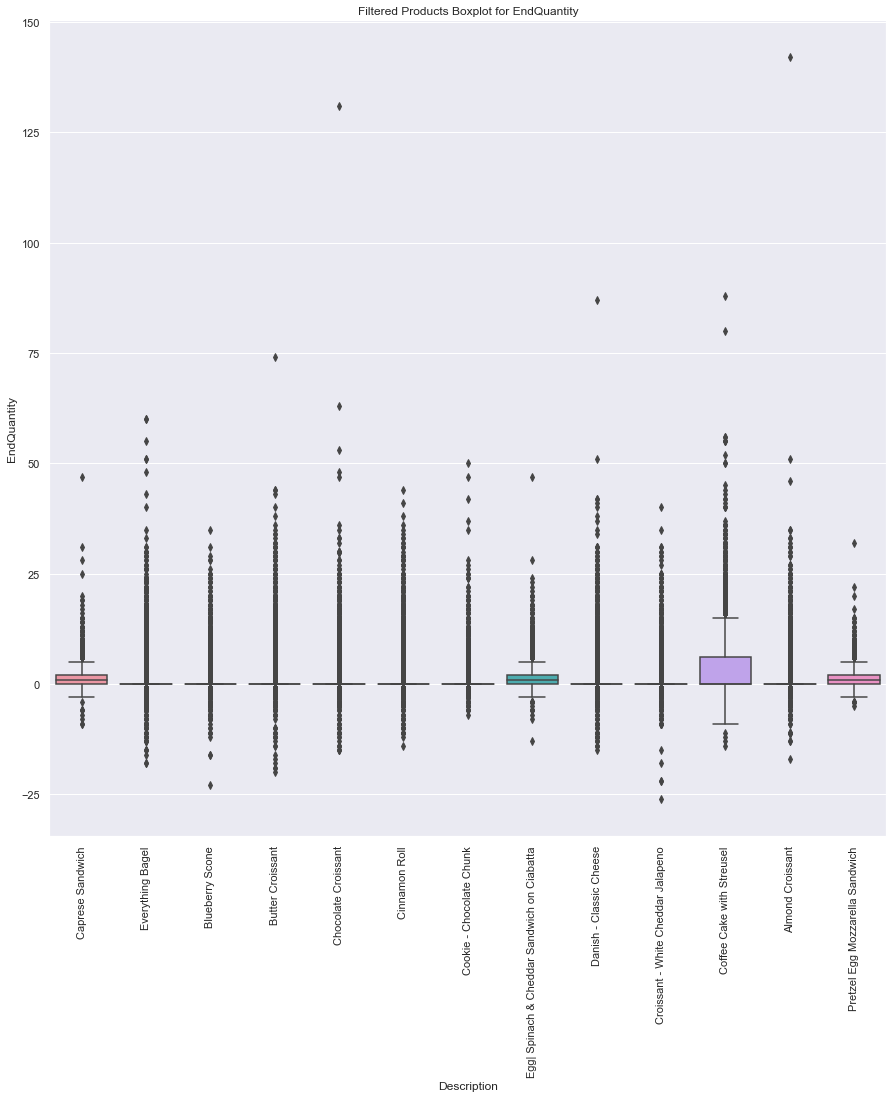 Filtered Products Boxplot for EndQuantity
150
125
100
75
50
25
0
−25
EndQuantity
Caprese Sandwich
Everything Bagel
Blueberry Scone
Butter Croissant
Chocolate Croissant
Cinnamon Roll
Cookie - Chocolate Chunk
Egg| Spinach & Cheddar Sandwich on Ciabatta
Danish - Classic Cheese
Croissant - White Cheddar Jalapeno
Coffee Cake with Streusel
Almond Croissant
Pretzel Egg Mozzarella Sandwich
Description